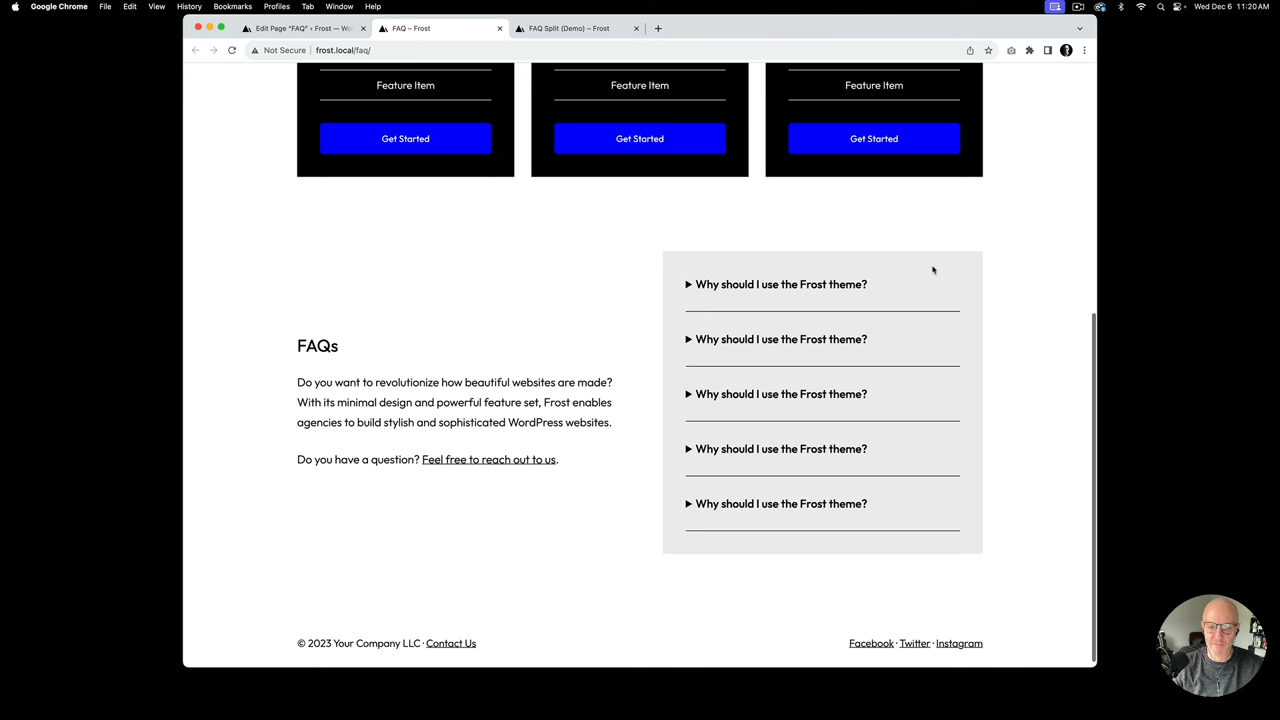 Google Chrome File Edit View History Bookmarks Profiles Tab Window Help Wed Dec 6 11:20 AM
Edit Page "FAQ" ‹ Frost — Wo FAQ – Frost FAQ Split (Demo) – Frost
Not Secure frost.local/faq/
Feature Item Feature Item Feature Item
Get Started Get Started Get Started
Why should I use the Frost theme?
Why should I use the Frost theme?
Why should I use the Frost theme?
Why should I use the Frost theme?
Why should I use the Frost theme?
FAQs
Do you want to revolutionize how beautiful websites are made?
With its minimal design and powerful feature set, Frost enables
agencies to build stylish and sophisticated WordPress websites.
Do you have a question? Feel free to reach out to us.
© 2023 Your Company LLC · Contact Us
Facebook · Twitter · Instagram